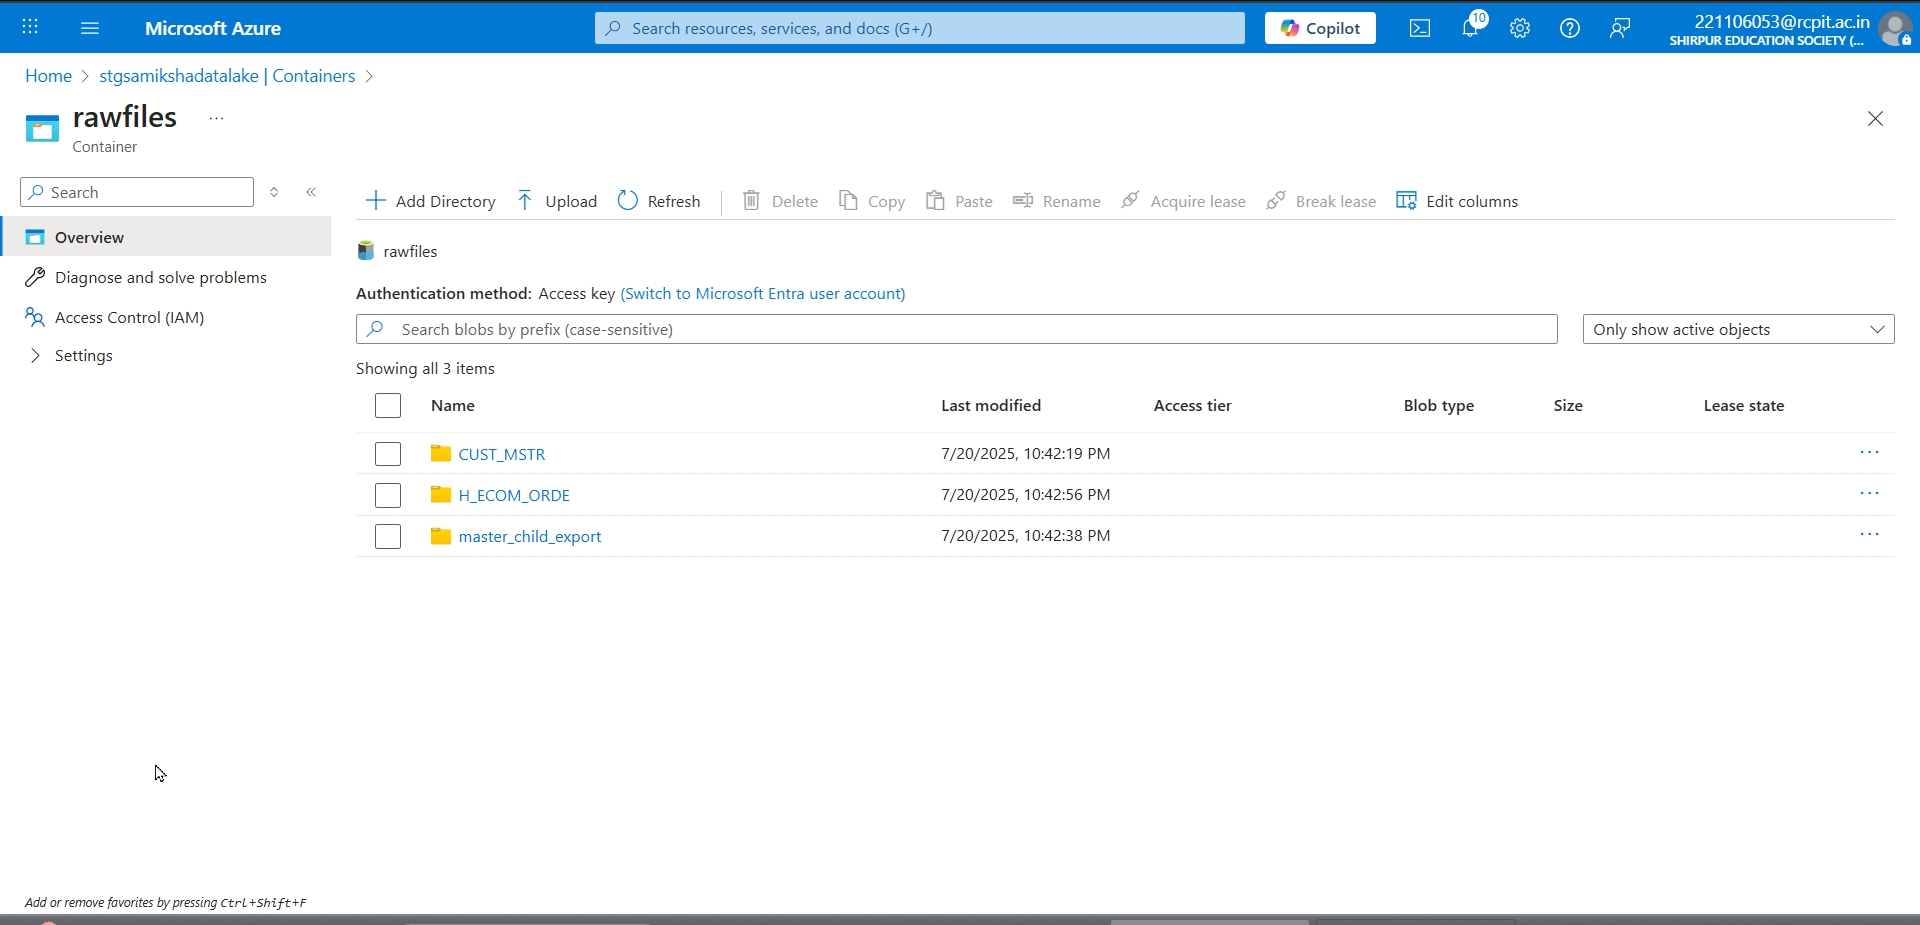 Microsoft Azure
Search resources, services, and docs (G+/)
Copilot
10
221106053@rcpit.ac.in
SHIRPUR EDUCATION SOCIETY (...
Home > stgsamikshadatalake | Containers >
rawfiles ...
Container
Search
Add Directory Upload Refresh Delete Copy Paste Rename Acquire lease Break lease Edit columns
Overview
Diagnose and solve problems
Access Control (IAM)
Settings
rawfiles
Authentication method: Access key (Switch to Microsoft Entra user account)
Search blobs by prefix (case-sensitive)
Only show active objects
Showing all 3 items
Name Last modified Access tier Blob type Size Lease state
CUST_MSTR 7/20/2025, 10:42:19 PM ...
H_ECOM_ORDE 7/20/2025, 10:42:56 PM ...
master_child_export 7/20/2025, 10:42:38 PM ...
Add or remove favorites by pressing Ctrl+Shift+F